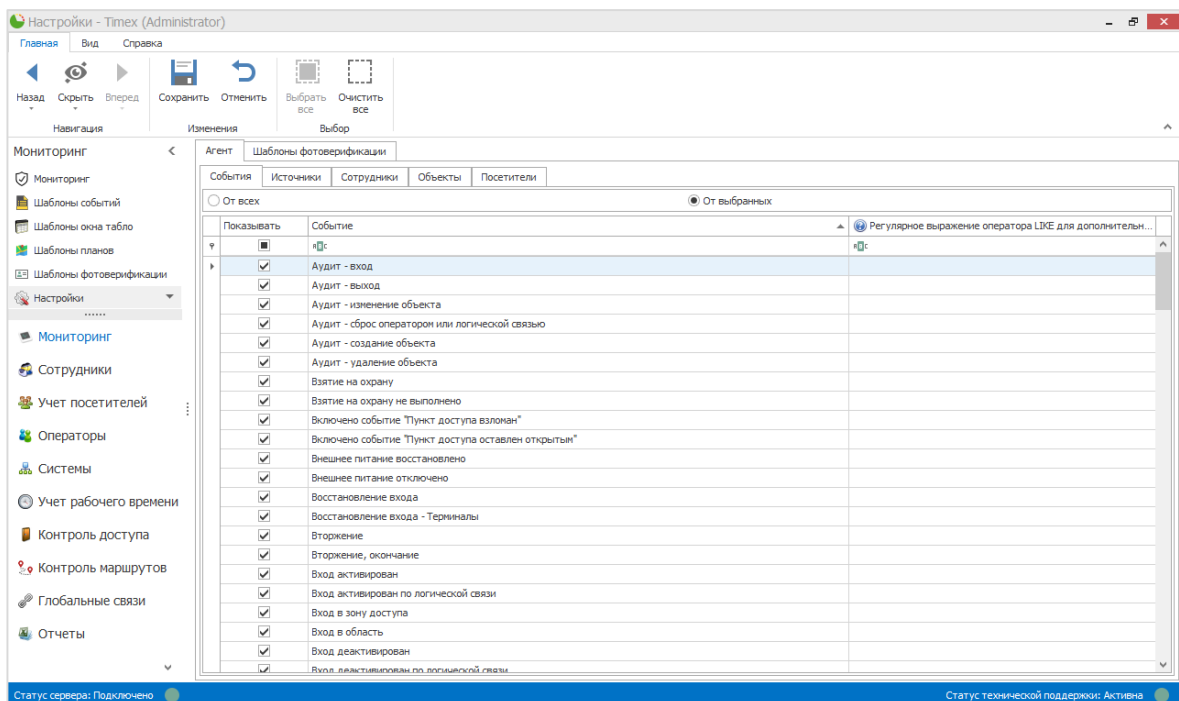 Настройки - Timex (Administrator)
Главная Вид Справка
Назад Скрыть Вперед Сохранить Отменить Выбрать все Очистить все
Навигация Изменения Выбор
Мониторинг
Мониторинг
Шаблоны событий
Шаблоны окна табло
Шаблоны планов
Шаблоны фотоверификации
Настройки
Мониторинг
Сотрудники
Учет посетителей
Операторы
Системы
Учет рабочего времени
Контроль доступа
Контроль маршрутов
Глобальные связи
Отчеты
Агент Шаблоны фотоверификации
События Источники Сотрудники Объекты Посетители
От всех От выбранных
Показывать Событие Регулярное выражение оператора LIKE для дополнительн...
Аудит - вход
Аудит - выход
Аудит - изменение объекта
Аудит - сброс оператором или логической связью
Аудит - создание объекта
Аудит - удаление объекта
Взятие на охрану
Взятие на охрану не выполнено
Включено событие "Пункт доступа взломан"
Включено событие "Пункт доступа оставлен открытым"
Внешнее питание восстановлено
Внешнее питание отключено
Восстановление входа
Восстановление входа - Терминалы
Вторжение
Вторжение, окончание
Вход активирован
Вход активирован по логической связи
Вход в зону доступа
Вход в область
Вход деактивирован
Вход деактивирован по логической связи
Статус сервера: Подключено Статус технической поддержки: Активна